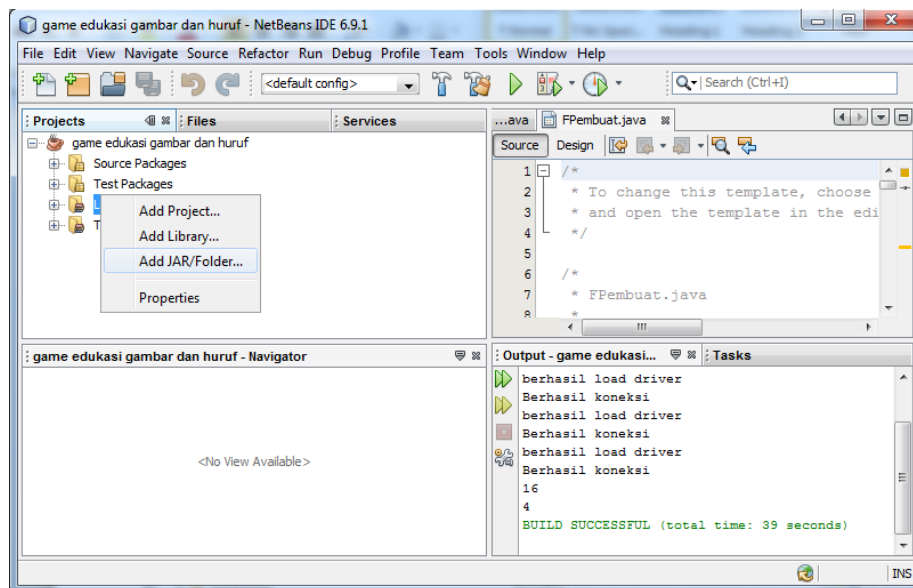 game edukasi gambar dan huruf - NetBeans IDE 6.9.1
File Edit View Navigate Source Refactor Run Debug Profile Team Tools Window Help
<default config>
Search (Ctrl+I)
Projects Files Services
game edukasi gambar dan huruf
Source Packages
Test Packages
L
T
Add Project...
Add Library...
Add JAR/Folder...
Properties
...ava FPembuat.java
Source Design
1 /*
2 * To change this template, choose
3 * and open the template in the edi
4 */
5
6 /*
7 * FPembuat.java
8 *
game edukasi gambar dan huruf - Navigator
<No View Available>
Output - game edukasi... Tasks
berhasil load driver
Berhasil koneksi
berhasil load driver
Berhasil koneksi
berhasil load driver
Berhasil koneksi
16
4
BUILD SUCCESSFUL (total time: 39 seconds)
INS